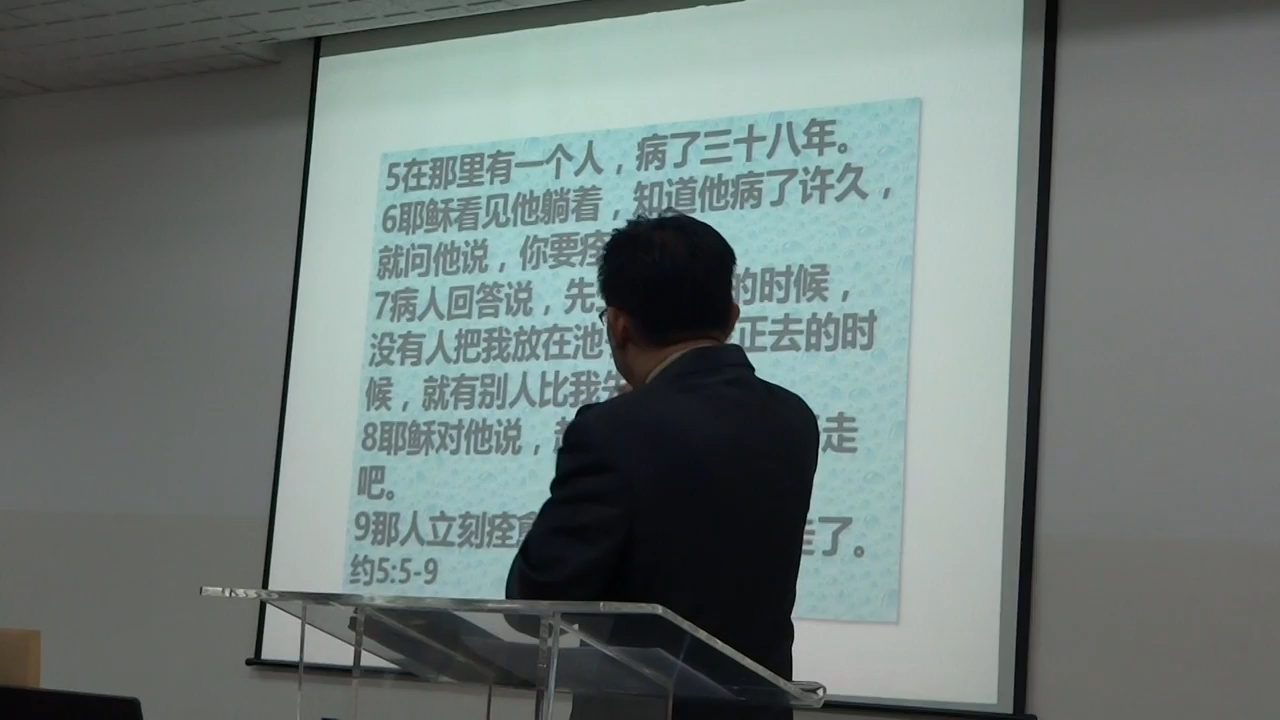 5在那里有一个人，病了三十八年。
6耶稣看见他躺着，知道他病了许久，
就问他说，你要痊
7病人回答说，先 的时候，
没有人把我放在池 正去的时
候，就有别人比我先
8耶稣对他说， 走
吧。
9那人立刻痊愈 走了。
约5:5-9